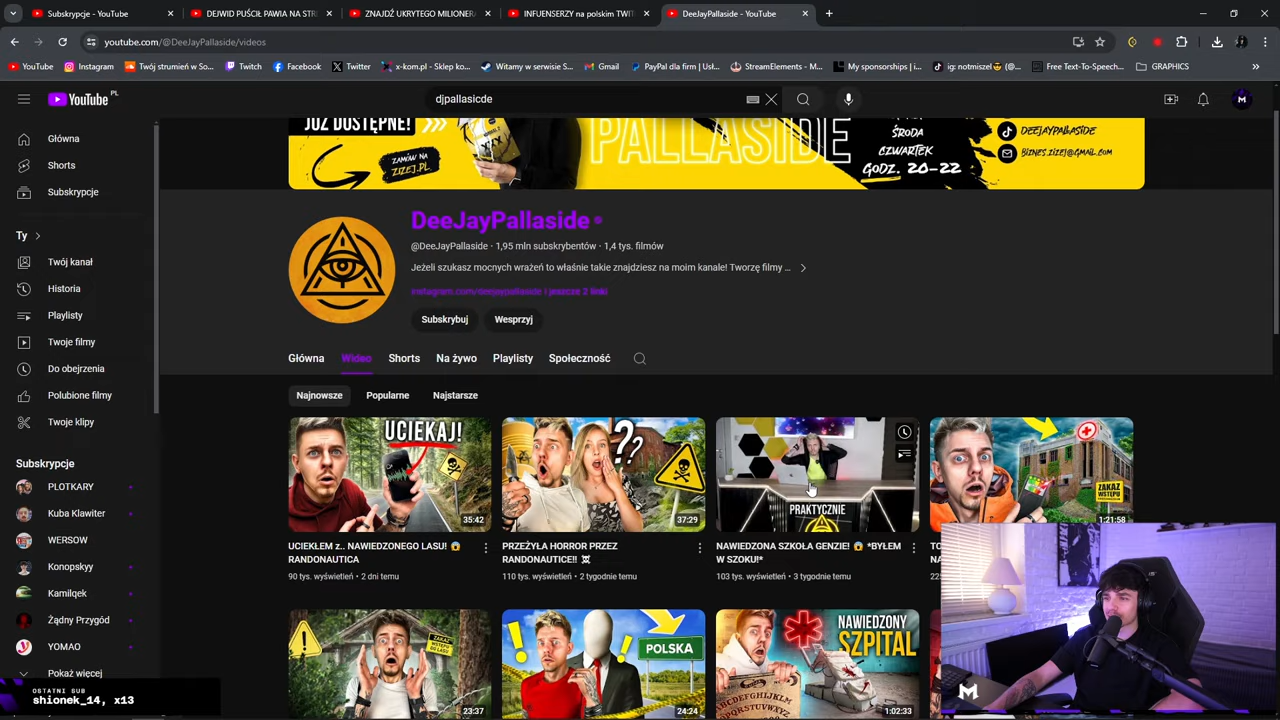 Subskrypcje - YouTube
DEJWID PUŚCIŁ PAWIA NA STR
ZNAJDŹ UKRYTEGO MILIONERA
INFUENSERZY na polskim TWIT
DeeJayPallaside - YouTube
youtube.com/@DeeJayPallaside/videos
YouTube
Instagram
Twój strumień w So...
Twitch
Facebook
Twitter
x-kom.pl - Sklep ko...
Witamy w serwisie S...
Gmail
PayPal dla firm | Usł...
StreamElements - M...
My sponsorships | i...
ig: notmisel😎 (@...
Free Text-To-Speech...
GRAPHICS
YouTube PL
djpallasicde
JUŻ DOSTĘPNE!
ZAMÓW NA
ZIZEJ.PL
PALLASIDE
ŚRODA
CZWARTEK
GODZ. 20-22
DEEJAYPALLASIDE
BIZNES.ZIZEJ@GMAIL.COM
Główna
Shorts
Subskrypcje
Ty
Twój kanał
Historia
Playlisty
Twoje filmy
Do obejrzenia
Polubione filmy
Twoje klipy
Subskrypcje
PLOTKARY
Kuba Klawiter
WERSOW
Konopskyy
Kamilqek
Żądny Przygód
YOMAO
Pokaż więcej
DeeJayPallaside
@DeeJayPallaside · 1,95 mln subskrybentów · 1,4 tys. filmów
Jeżeli szukasz mocnych wrażeń to właśnie takie znajdziesz na moim kanale! Tworzę filmy ...
instagram.com/deejaypallaside i jeszcze 2 linki
Subskrybuj
Wesprzyj
Główna
Wideo
Shorts
Na żywo
Playlisty
Społeczność
Najnowsze
Popularne
Najstarsze
UCIEKAJ!
35:42
UCIEKŁEM z.. NAWIEDZONEGO LASU! 😱
RANDONAUTICA
90 tys. wyświetleń · 2 dni temu
??
37:29
PRZEŻYŁA HORROR PRZEZ
RANDONAUTICE!! ☠️
110 tys. wyświetleń · 2 tygodnie temu
PRAKTYCZNIE
NAWIEDZONA SZKOŁA GENZIE! 😱 *BYŁEM
W SZOKU!*
103 tys. wyświetleń · 3 tygodnie temu
ZAKAZ
WSTĘPU
1:21:58
23:37
POLSKA
24:24
NAWIEDZONY
SZPITAL
1:02:33
OSTATNI SUB
shionek_14, x13